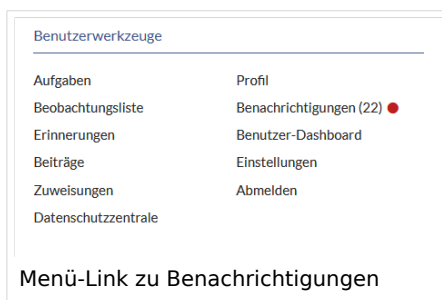 Benutzerwerkzeuge
Aufgaben
Beobachtungsliste
Erinnerungen
Beiträge
Zuweisungen
Datenschutzzentrale
Profil
Benachrichtigungen (22)
Benutzer-Dashboard
Einstellungen
Abmelden
Menü-Link zu Benachrichtigungen